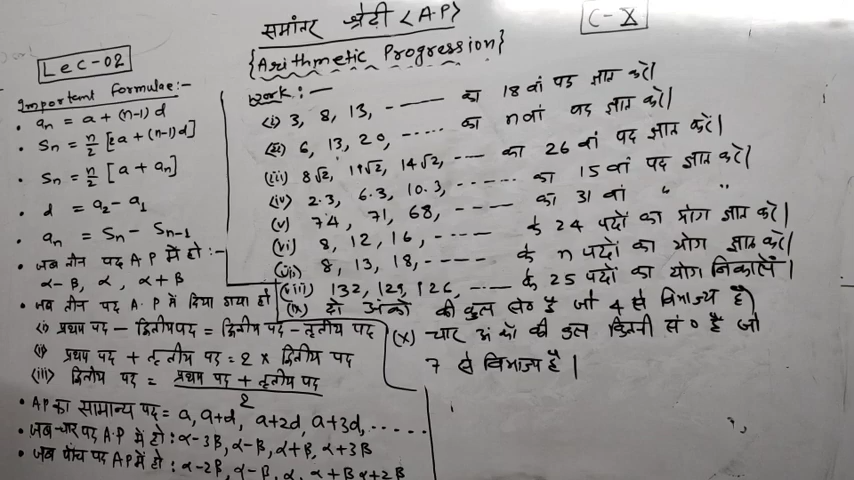 समांतर श्रेढी <A.P>
C-X
Lec-02
{Arithmetic Progression}
Important formulae:-
• an = a + (n-1) d
• Sn = n/2 [2a + (n-1)d]
• Sn = n/2 [a + an]
• d = a2 - a1
• an = Sn - Sn-1
• जब तीन पद A P में हो :-
α-β, α, α+β
• जब तीन पद A.P में दिया गया हो
(i) प्रथम पद - द्वितीय पद = द्वितीय पद - तृतीय पद
(ii) प्रथम पद + तृतीय पद = 2 x द्वितीय पद
(iii) द्वितीय पद = प्रथम पद + तृतीय पद / 2
• AP का सामान्य पद = a, a+d, a+2d, a+3d, ......
• जब चार पद A.P में हो : α-3β, α-β, α+β, α+3β
• जब पांच पद AP में हो : α-2β, α-β, α, α+β α+2β
Work:-
(i) 3, 8, 13, ---- का 18 वां पद ज्ञात करें।
(ii) 6, 13, 20, ..... का n वां पद ज्ञात करें।
(iii) 8√2, 11√2, 14√2, ---- का 26 वां पद ज्ञात करें।
(iv) 2.3, 6.3, 10.3, ...... का 15 वां पद ज्ञात करें।
(v) 74, 71, 68, ---- का 31 वां " "
(vi) 8, 12, 16, ...... के 24 पदों का योग ज्ञात करें।
(vii) 8, 13, 18, ---- के n पदों का योग ज्ञात करें।
(viii) 132, 129, 126, ..... के 25 पदों का योग निकालें।
(ix) दो अंको की कुल सं० है जो 4 से विभाज्य है।
(x) चार अंकों की कुल कितनी सं० है जो
7 से विभाज्य है।